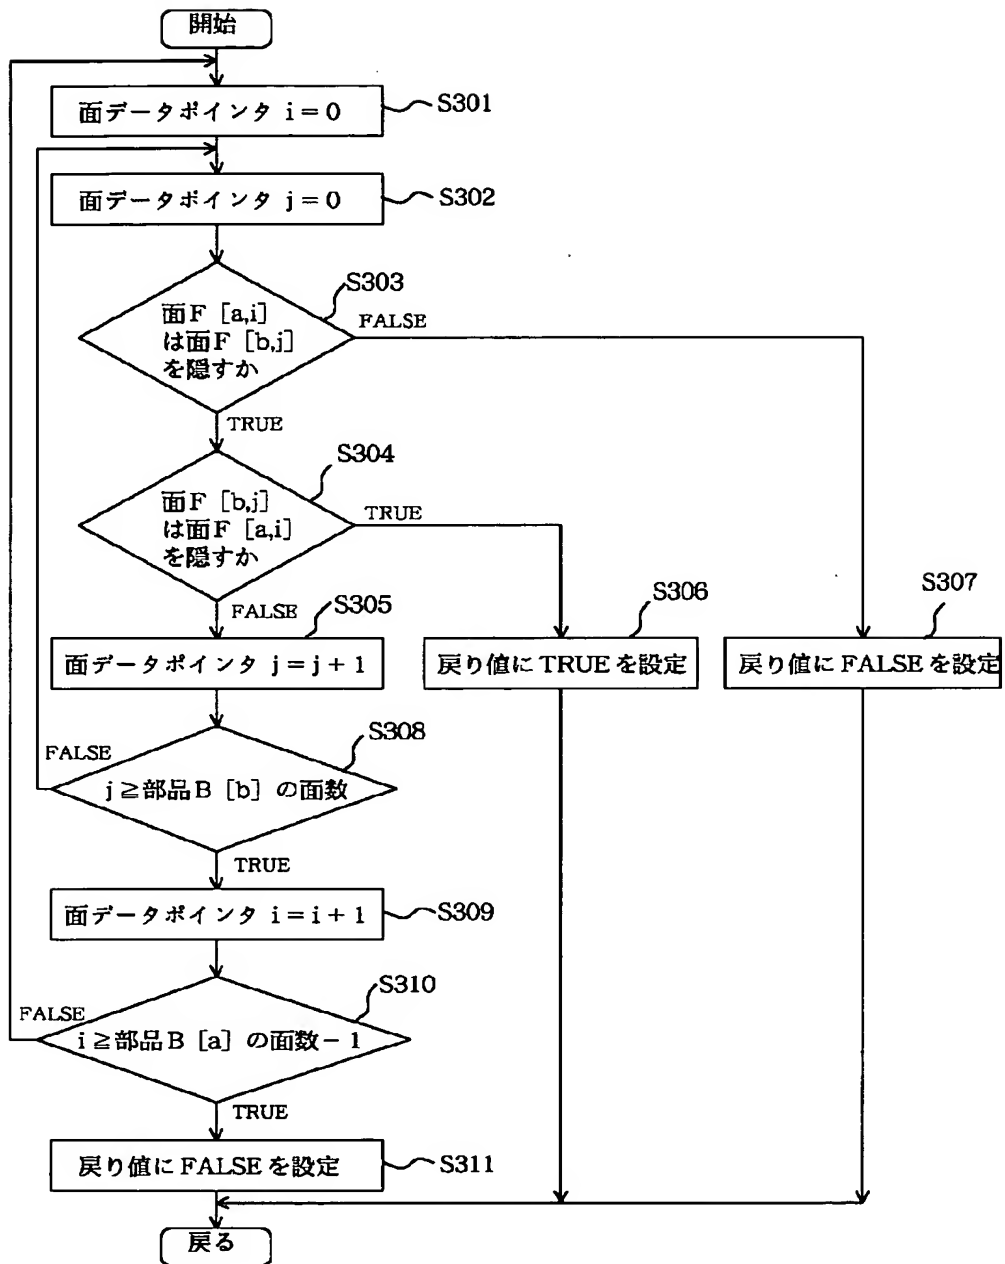 開始
面データポインタ i=0
S301
面データポインタ j=0
S302
S303
面F [a,i]
は面F [b,j]
を隠すか
FALSE
TRUE
S304
面F [b,j]
は面F [a,i]
を隠すか
TRUE
FALSE
S305
面データポインタ j=j+1
S306
戻り値にTRUEを設定
S307
戻り値にFALSEを設定
S308
FALSE
j≧部品B [b] の面数
TRUE
面データポインタ i=i+1
S309
S310
FALSE
i≧部品B [a] の面数-1
TRUE
戻り値にFALSEを設定
S311
戻る